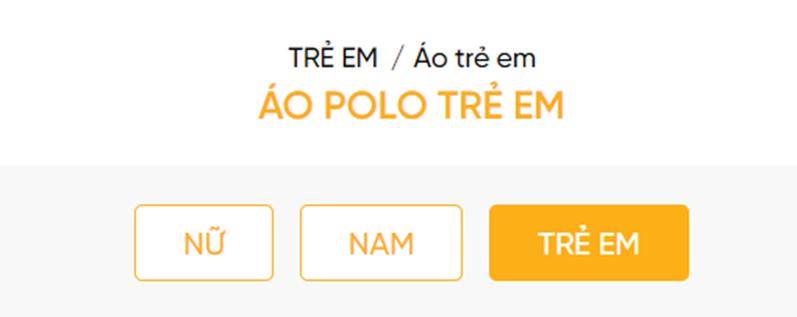 TRẺ EM / Áo trẻ em
ÁO POLO TRẺ EM
NỮ NAM TRẺ EM